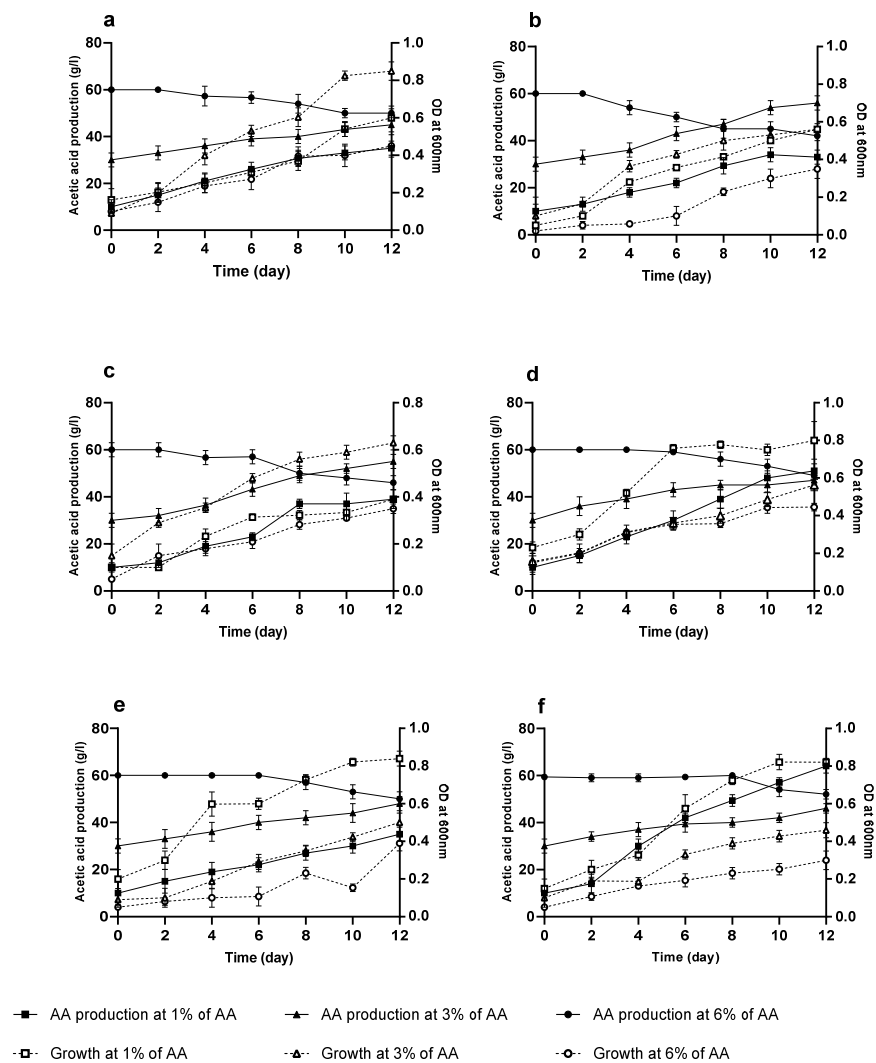 a
80
60
40
20
0
Acetic acid production (g/l)
1.0
0.8
0.6
0.4
0.2
0.0
OD at 600nm
0 2 4 6 8 10 12
Time (day)
b
80
60
40
20
0
Acetic acid production (g/l)
1.0
0.8
0.6
0.4
0.2
0.0
OD at 600nm
0 2 4 6 8 10 12
Time (day)
c
80
60
40
20
0
Acetic acid production (g/l)
0.8
0.6
0.4
0.2
0.0
OD at 600nm
0 2 4 6 8 10 12
Time (day)
d
80
60
40
20
0
Acetic acid production (g/l)
1.0
0.8
0.6
0.4
0.2
0.0
OD at 600nm
0 2 4 6 8 10 12
Time (day)
e
80
60
40
20
0
Acetic acid production (g/l)
1.0
0.8
0.6
0.4
0.2
0.0
OD at 600nm
0 2 4 6 8 10 12
Time (day)
f
80
60
40
20
0
Acetic acid production (g/l)
1.0
0.8
0.6
0.4
0.2
0.0
OD at 600nm
0 2 4 6 8 10 12
Time (day)
AA production at 1% of AA AA production at 3% of AA AA production at 6% of AA
Growth at 1% of AA Growth at 3% of AA Growth at 6% of AA